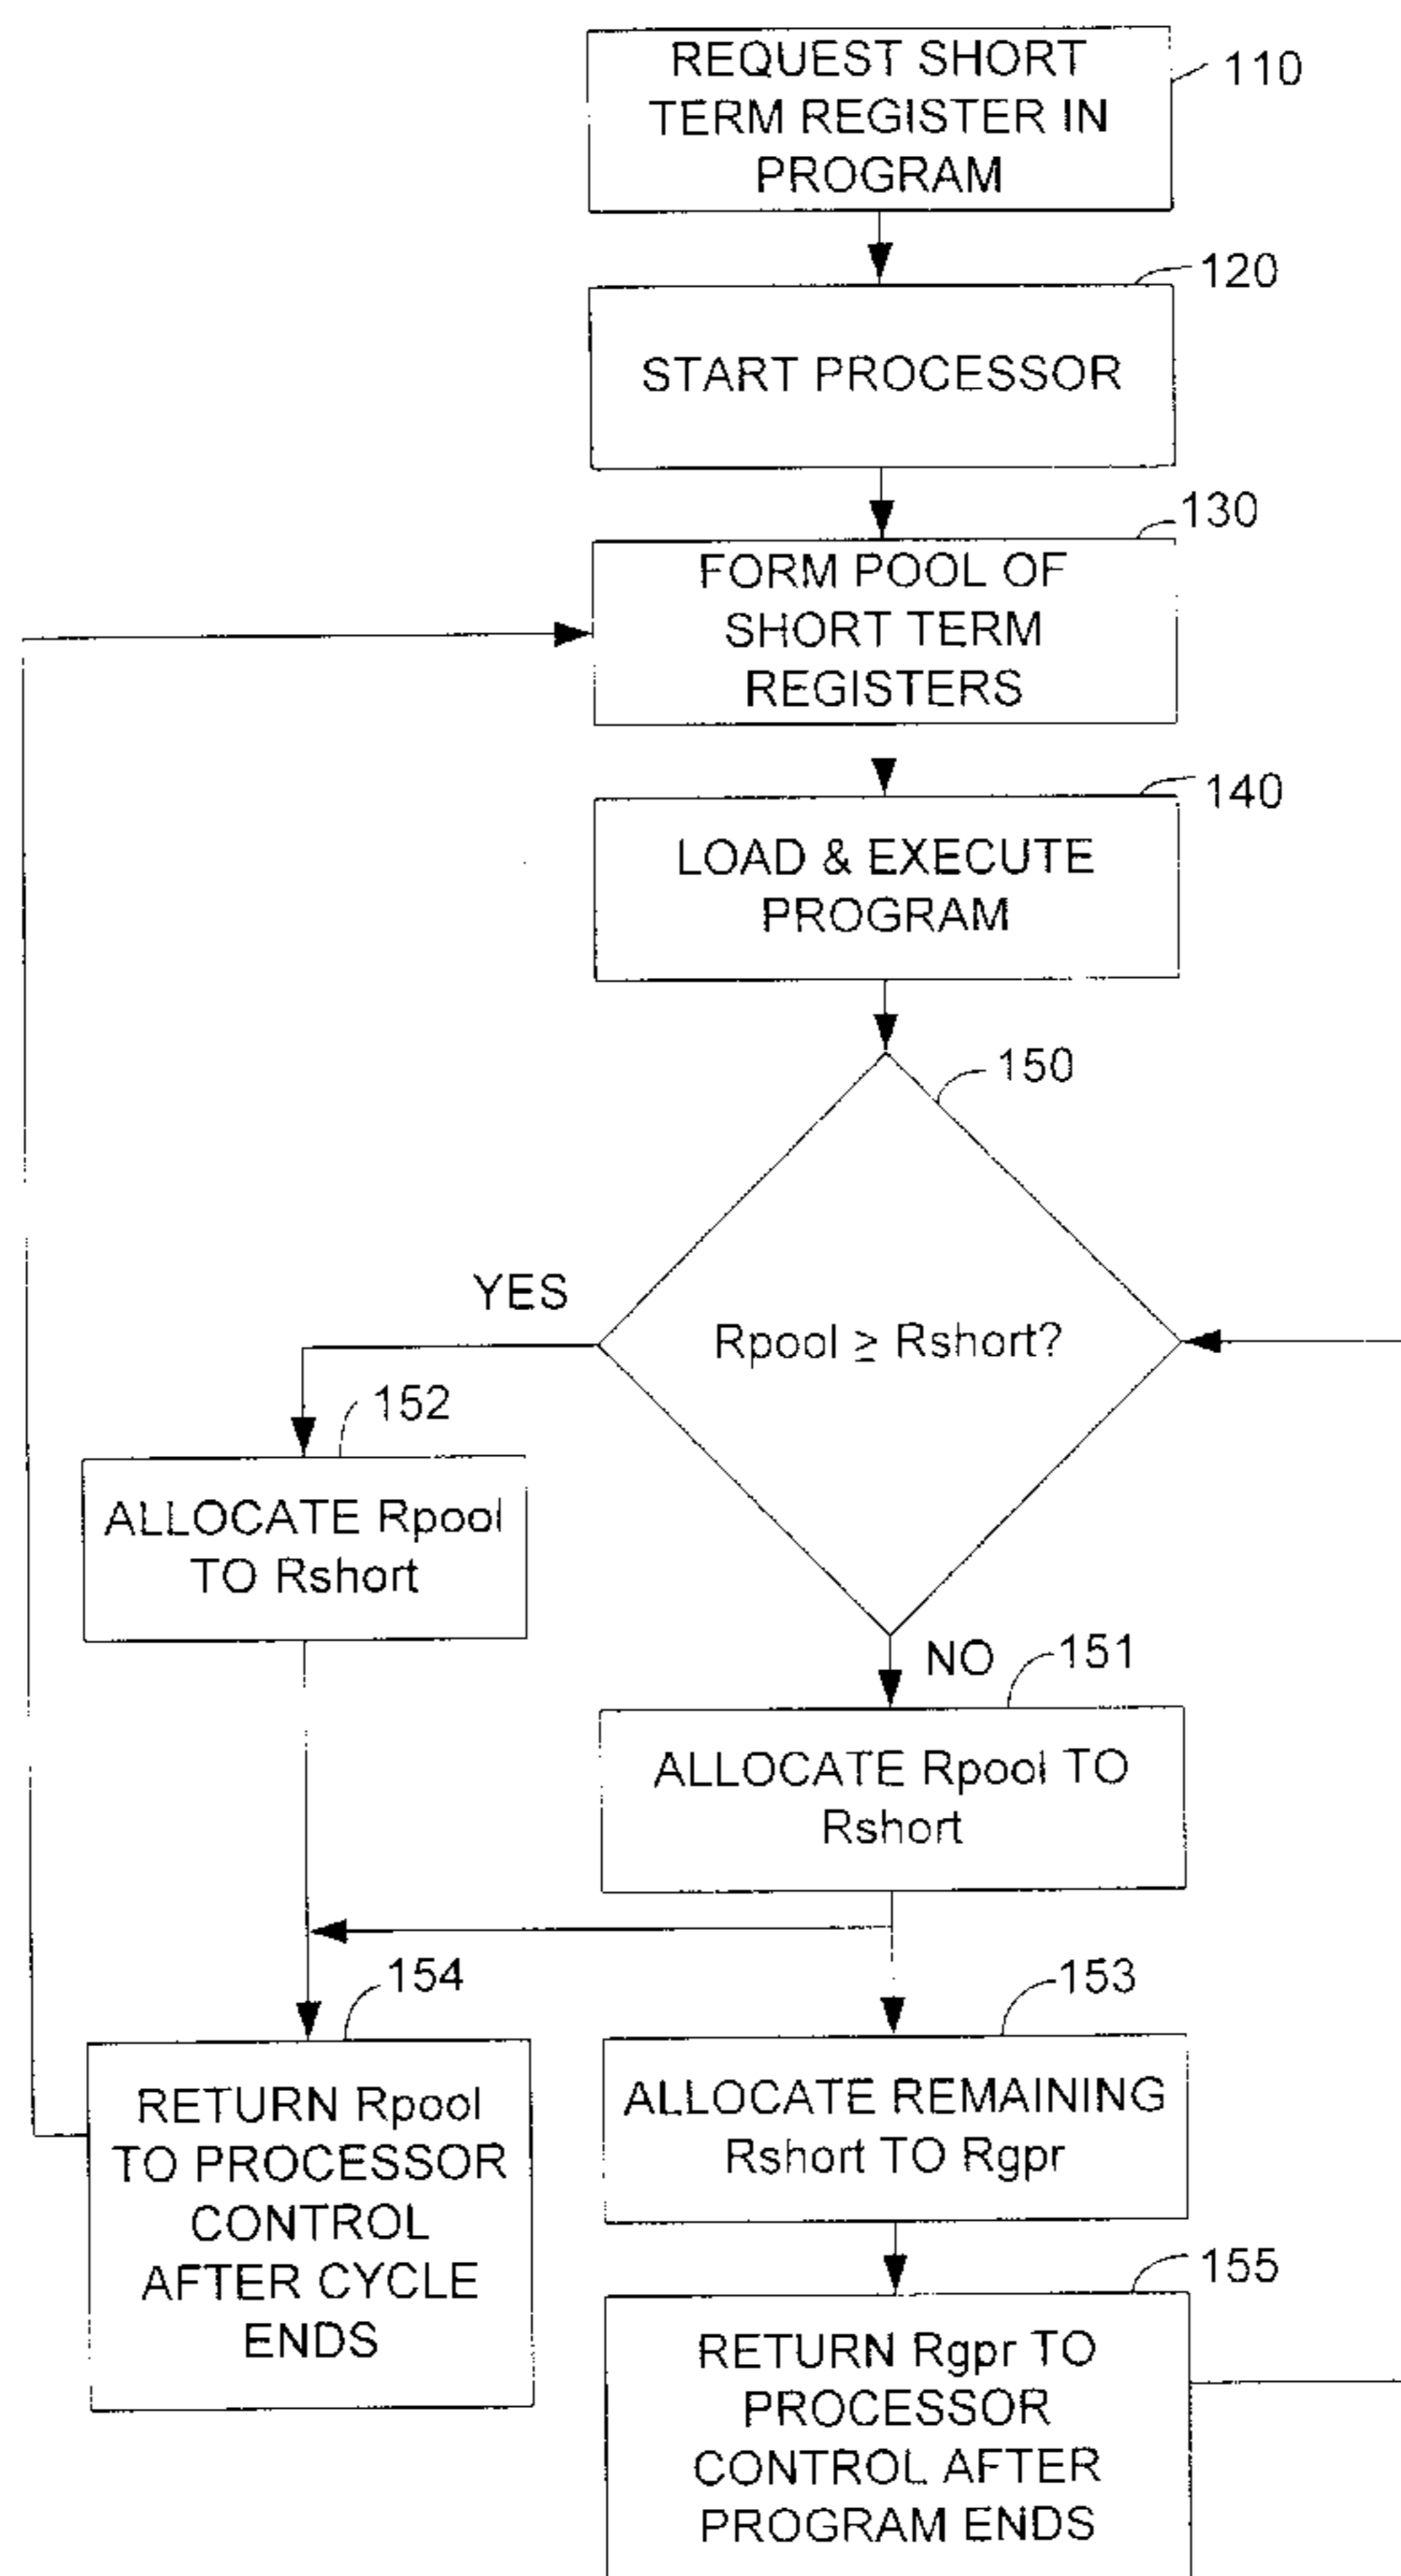 REQUEST SHORT
TERM REGISTER IN
PROGRAM
110
120
START PROCESSOR
130
FORM POOL OF
SHORT TERM
REGISTERS
140
LOAD & EXECUTE
PROGRAM
150
YES
Rpool ≥ Rshort?
152
ALLOCATE Rpool
TO Rshort
NO
151
ALLOCATE Rpool TO
Rshort
154
153
RETURN Rpool
TO PROCESSOR
CONTROL
AFTER CYCLE
ENDS
ALLOCATE REMAINING
Rshort TO Rgpr
155
RETURN Rgpr TO
PROCESSOR
CONTROL AFTER
PROGRAM ENDS